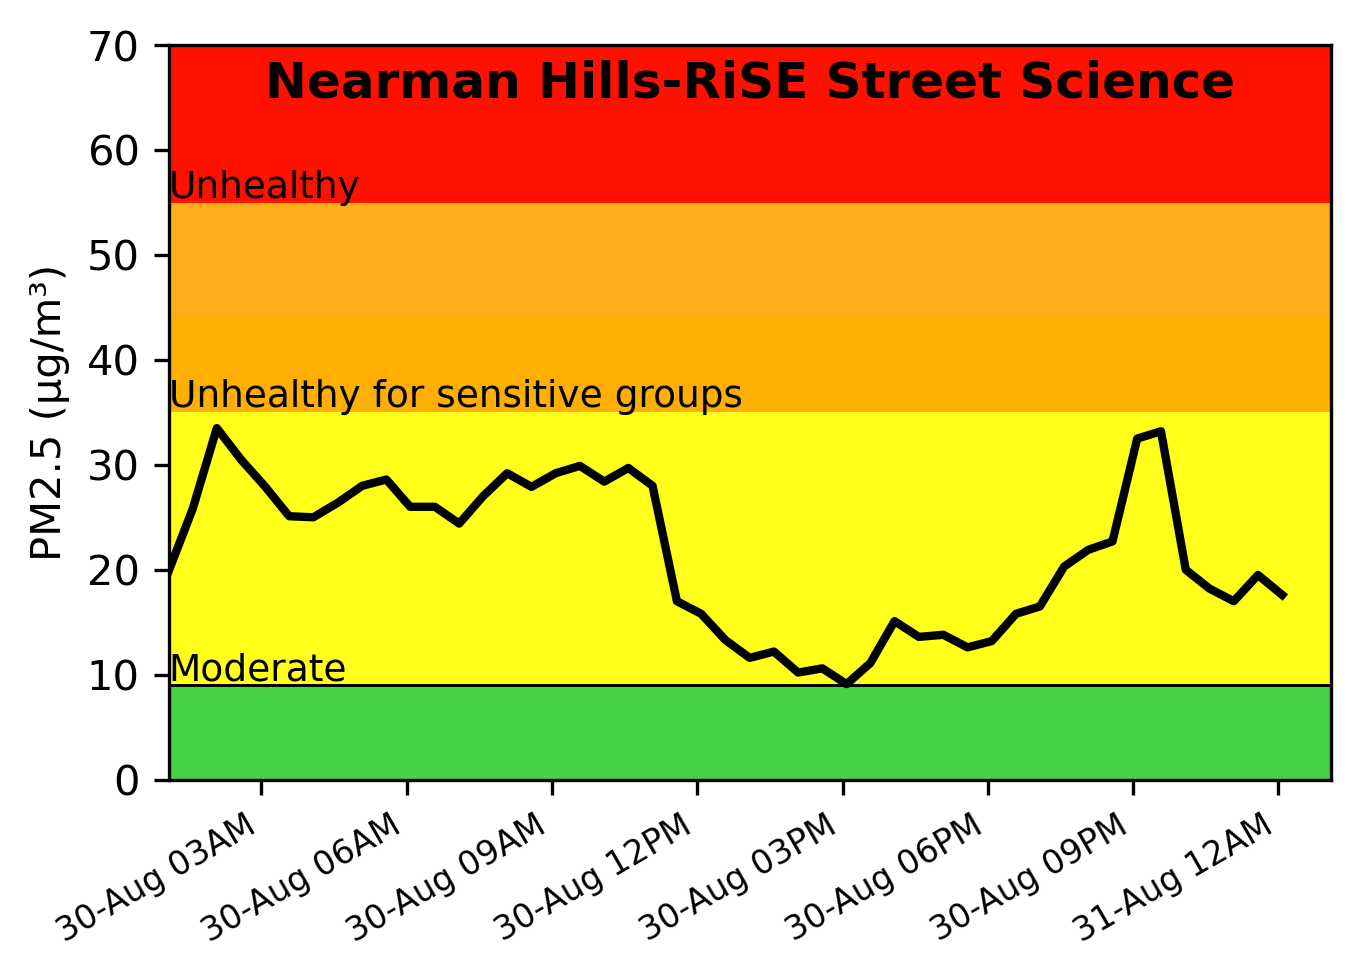 Nearman Hills-RiSE Street Science
70
60
Unhealthy
50
40
Unhealthy for sensitive groups
30
20
Moderate
10
0
PM2.5 (µg/m³)
30-Aug 03AM
30-Aug 06AM
30-Aug 09AM
30-Aug 12PM
30-Aug 03PM
30-Aug 06PM
30-Aug 09PM
31-Aug 12AM